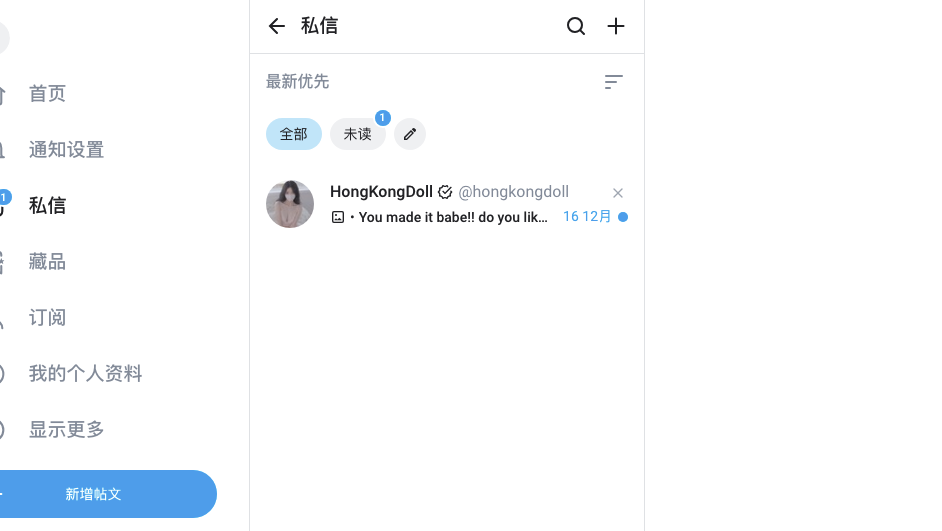 首页
通知设置
1
私信
藏品
订阅
我的个人资料
显示更多
新增帖文
私信
最新优先
全部
未读
1
HongKongDoll @hongkongdoll
• You made it babe!! do you lik... 16 12月